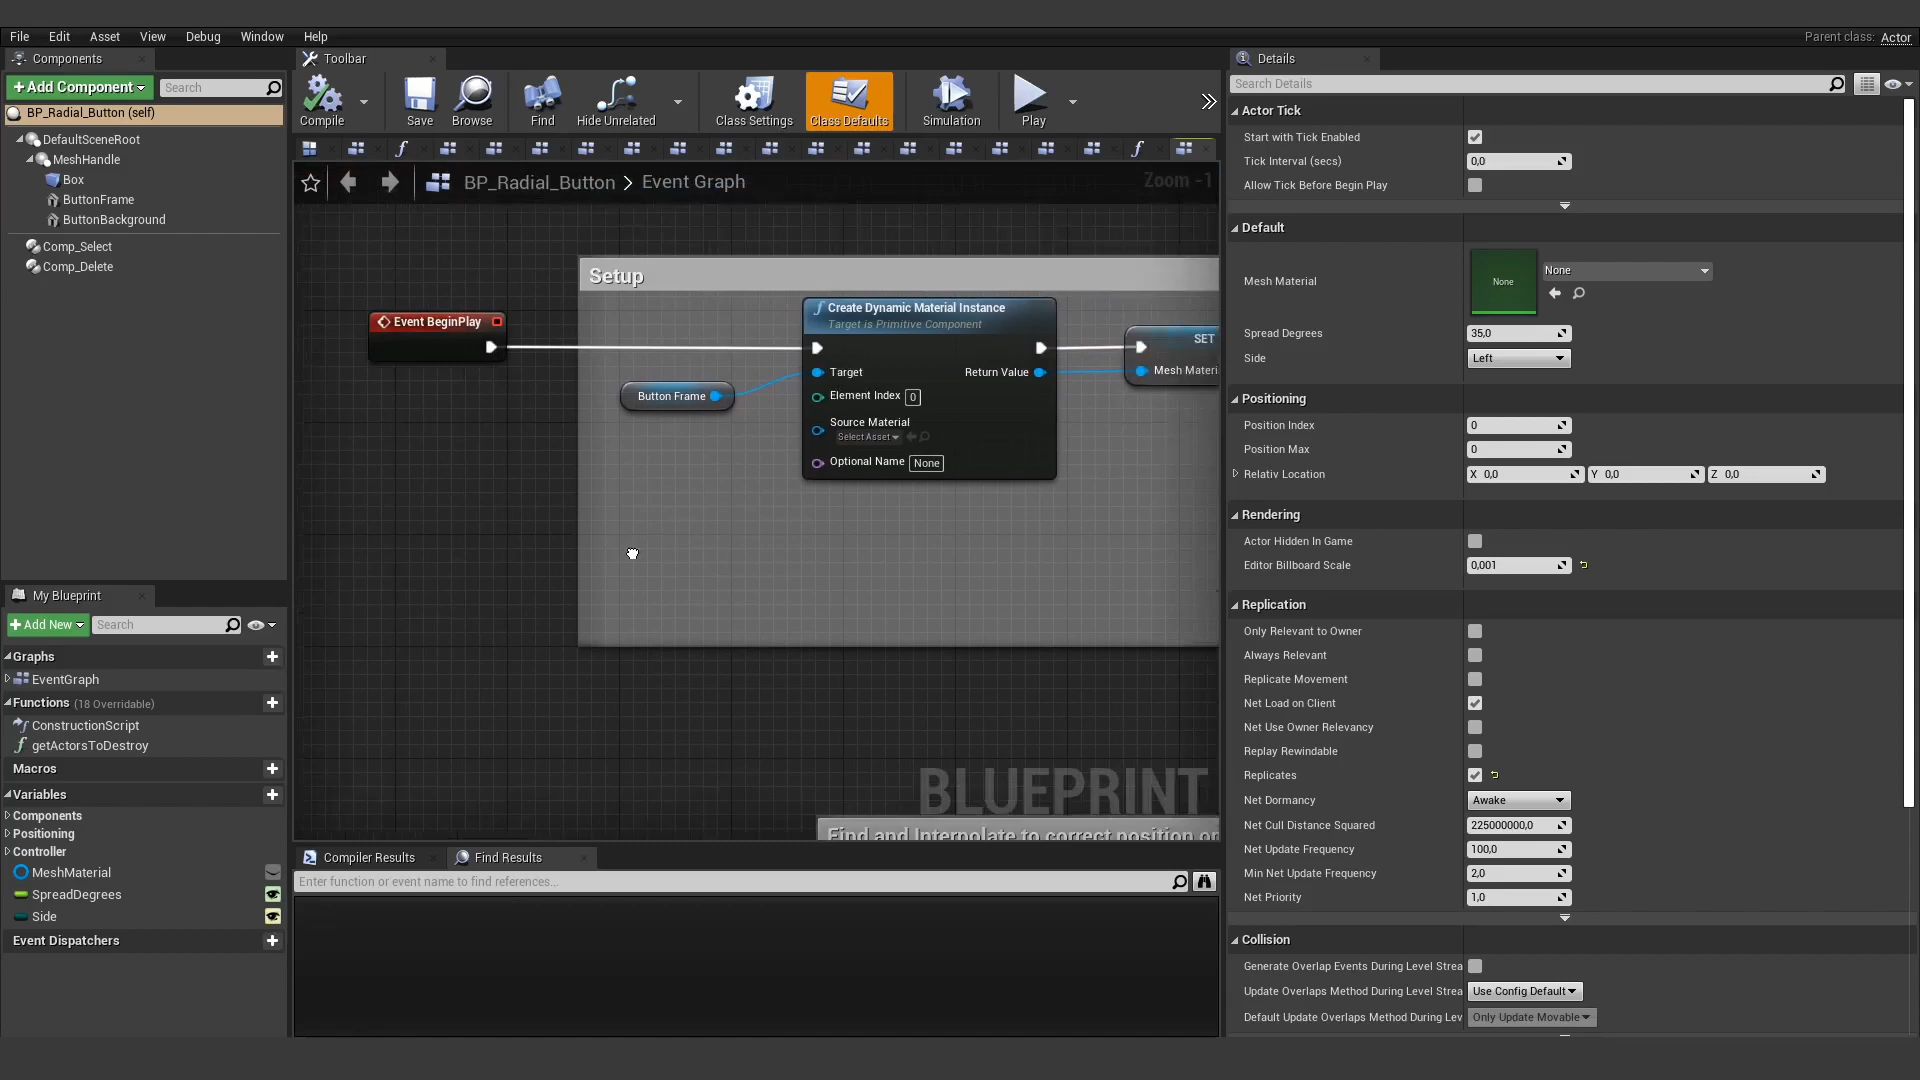 File Edit Asset View Debug Window Help
Parent class: Actor
Components
Toolbar
Details
+ Add Component
Search
Compile
Save
Browse
Find
Hide Unrelated
Class Settings
Class Defaults
Simulation
Play
Search Details
BP_Radial_Button (self)
DefaultSceneRoot
MeshHandle
Box
ButtonFrame
ButtonBackground
Comp_Select
Comp_Delete
BP_Radial_Button > Event Graph
Zoom -1
Setup
Event BeginPlay
Create Dynamic Material Instance
Target is Primitive Component
Target
Return Value
Element Index 0
Source Material
Select Asset
Optional Name None
Button Frame
SET
Mesh Materi
BLUEPRINT
Find and Interpolate to correct position or
My Blueprint
+ Add New
Search
Graphs
EventGraph
Functions (18 Overridable)
ConstructionScript
getActorsToDestroy
Macros
Variables
Components
Positioning
Controller
MeshMaterial
SpreadDegrees
Side
Event Dispatchers
Compiler Results
Find Results
Enter function or event name to find references...
Actor Tick
Start with Tick Enabled
Tick Interval (secs) 0,0
Allow Tick Before Begin Play
Default
Mesh Material
None
None
Spread Degrees 35,0
Side Left
Positioning
Position Index 0
Position Max 0
Relativ Location X 0,0 Y 0,0 Z 0,0
Rendering
Actor Hidden In Game
Editor Billboard Scale 0,001
Replication
Only Relevant to Owner
Always Relevant
Replicate Movement
Net Load on Client
Net Use Owner Relevancy
Replay Rewindable
Replicates
Net Dormancy Awake
Net Cull Distance Squared 225000000,0
Net Update Frequency 100,0
Min Net Update Frequency 2,0
Net Priority 1,0
Collision
Generate Overlap Events During Level Strea
Update Overlaps Method During Level Strea Use Config Default
Default Update Overlaps Method During Lev Only Update Movable